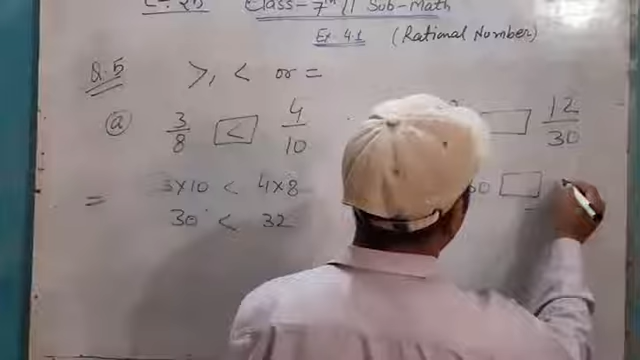 Class - 7th Sub - Math
Ex. 4.1 (Rational Number)
Q.5 >, < or =
(a) 3/8 < 4/10 12/30
= 3×10 < 4×8
30 < 32